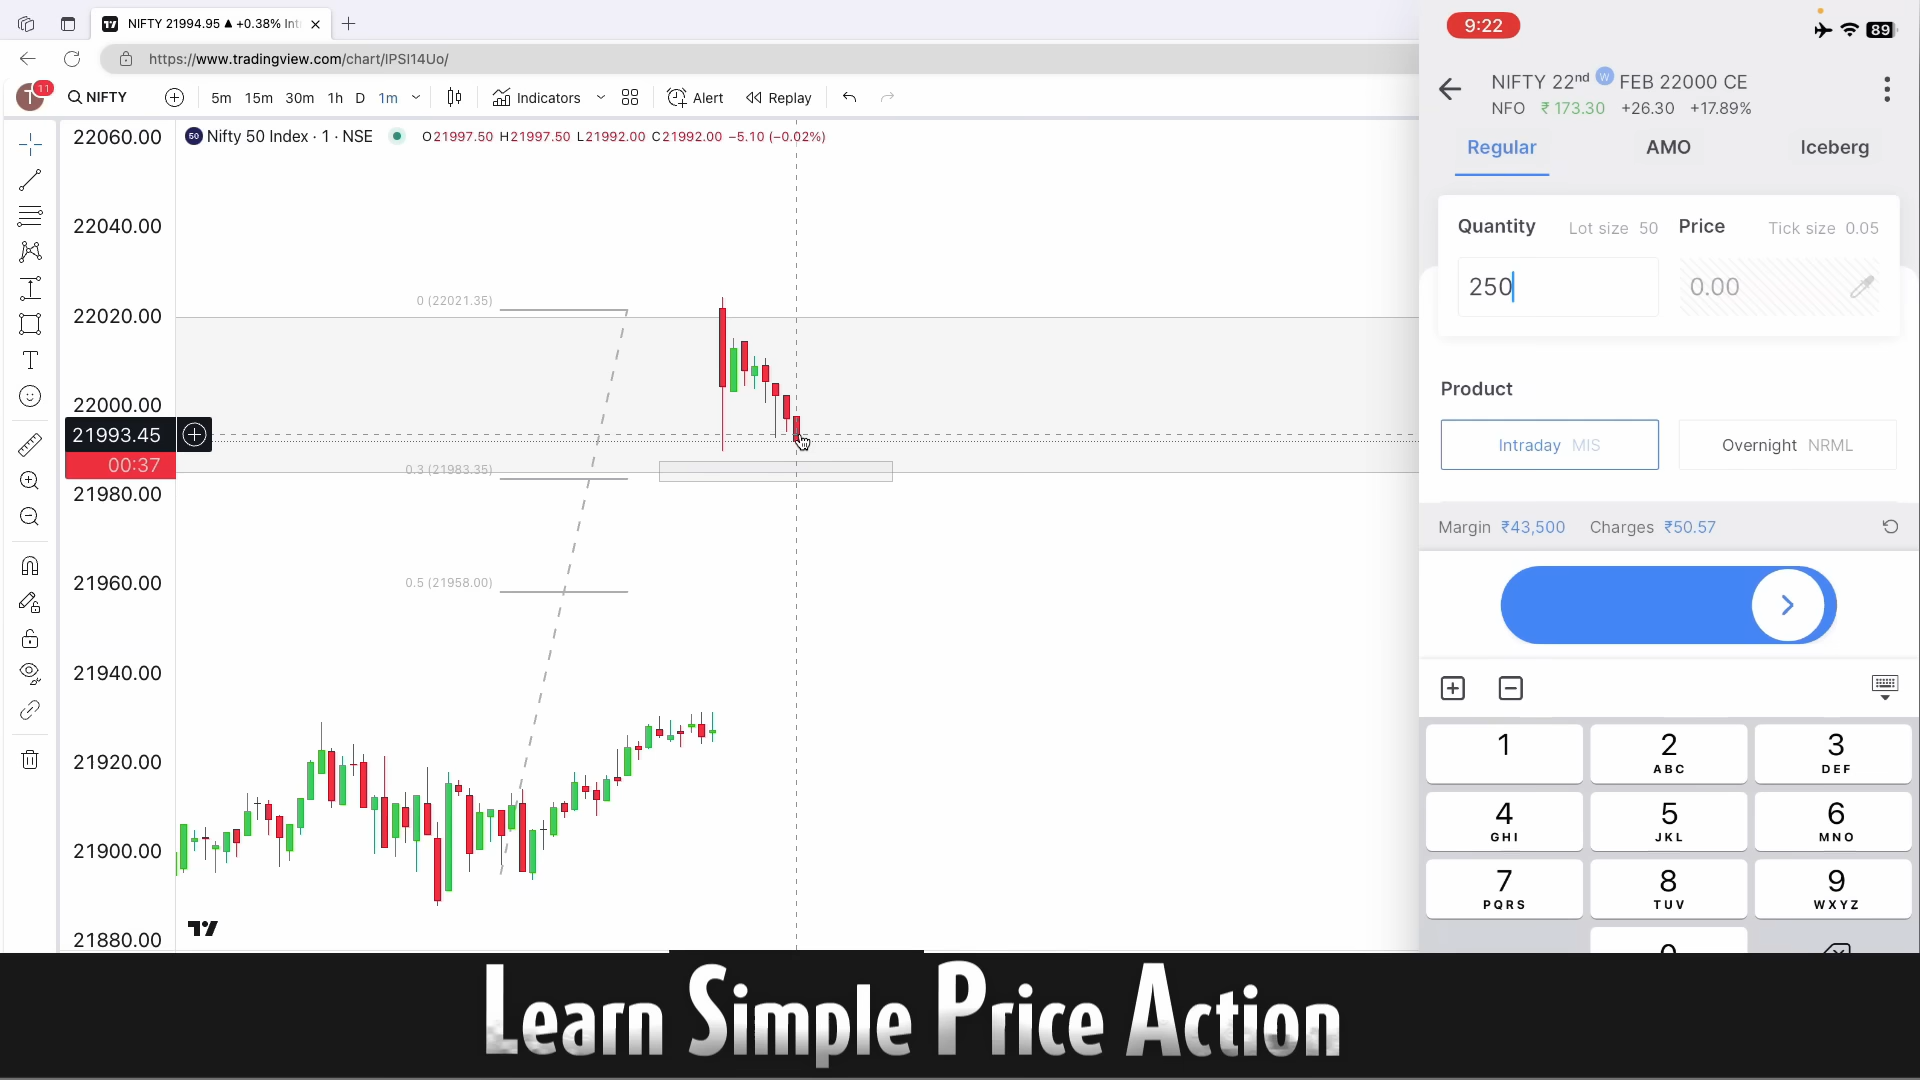 NIFTY 21994.95 ▲ +0.38% Int
https://www.tradingview.com/chart/IPSI14Uo/
T 11 NIFTY 5m 15m 30m 1h D 1m Indicators Alert Replay
50 Nifty 50 Index · 1 · NSE O21997.50 H21997.50 L21992.00 C21992.00 −5.10 (−0.02%)
22060.00
22040.00
22020.00
22000.00
21993.45
00:37
21980.00
21960.00
21940.00
21920.00
21900.00
21880.00
0 (22021.35)
0.3 (21983.35)
0.5 (21958.00)
9:22
89
NIFTY 22nd W FEB 22000 CE
NFO ₹ 173.30 +26.30 +17.89%
Regular AMO Iceberg
Quantity Lot size 50 Price Tick size 0.05
250 0.00
Product
Intraday MIS Overnight NRML
Margin ₹43,500 Charges ₹50.57
1 2 ABC 3 DEF
4 GHI 5 JKL 6 MNO
7 PQRS 8 TUV 9 WXYZ
0
Learn Simple Price Action